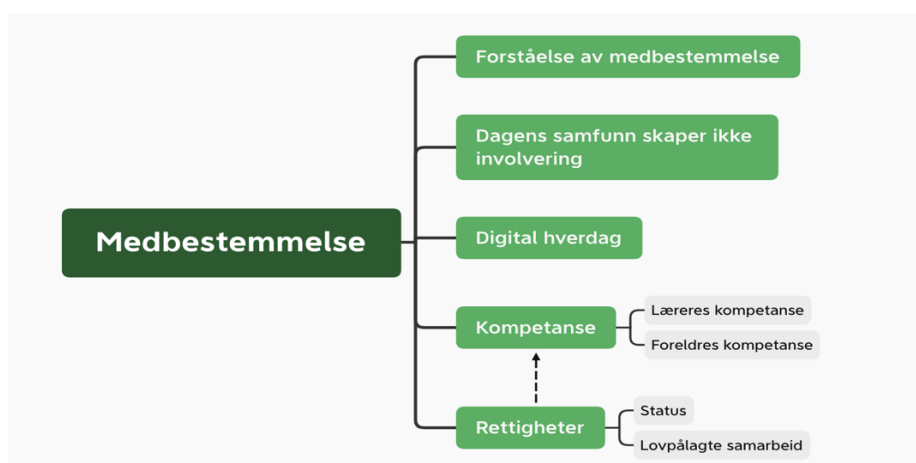 Forståelse av medbestemmelse
Dagens samfunn skaper ikke
involvering
Medbestemmelse
Digital hverdag
Kompetanse
Læreres kompetanse
Foreldres kompetanse
Rettigheter
Status
Lovpålagte samarbeid